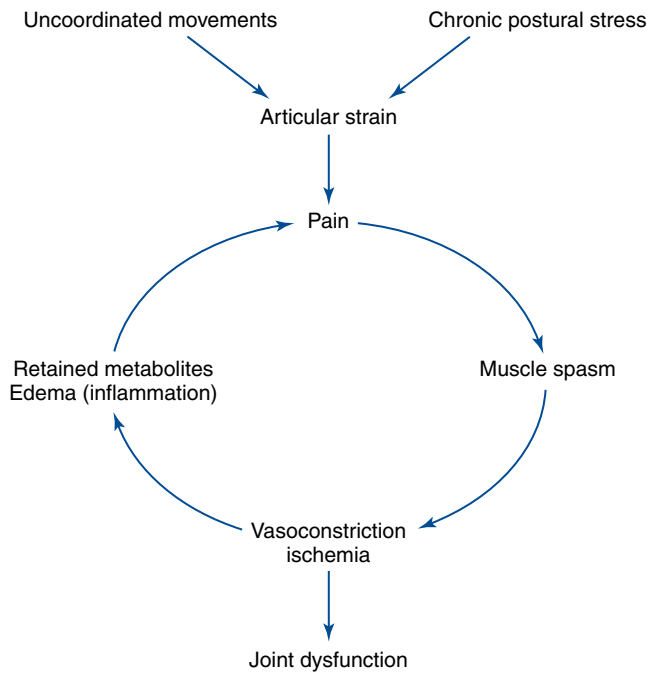 Uncoordinated movements
Chronic postural stress
Articular strain
Pain
Retained metabolites
Edema (inflammation)
Muscle spasm
Vasoconstriction
ischemia
Joint dysfunction